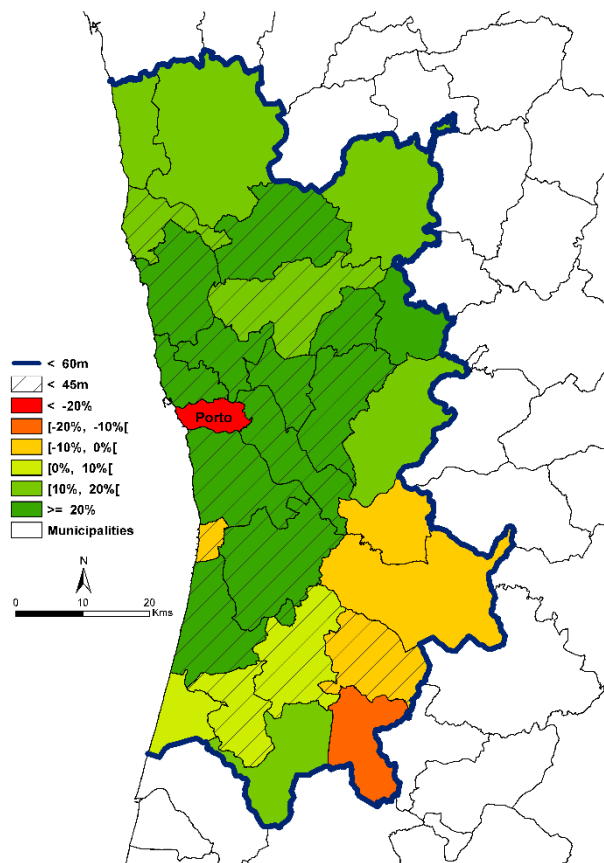 < 60m
< 45m
< -20%
[-20%, -10%[
[-10%, 0%[
[0%, 10%[
[10%, 20%[
>= 20%
Municipalities
Porto
N
0 10 20
Kms